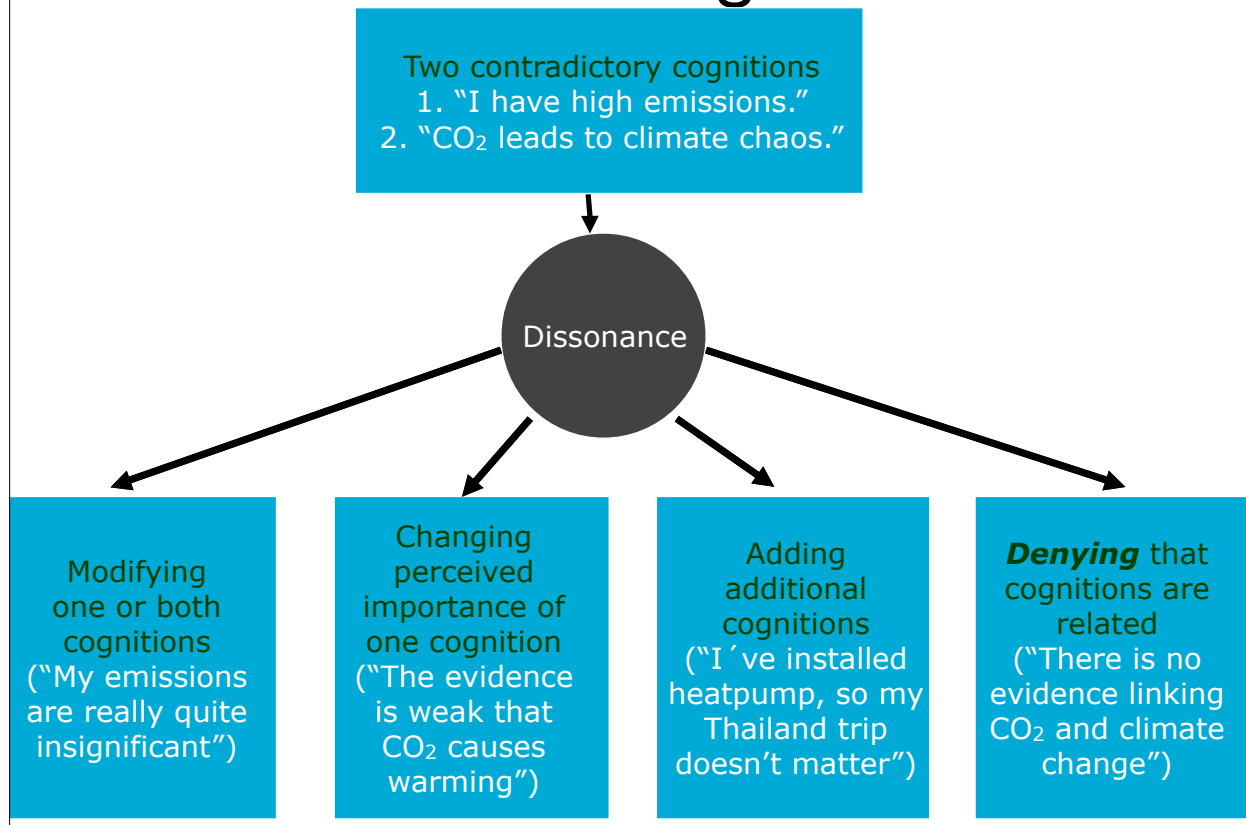 Two contradictory cognitions
1. “I have high emissions.”
2. “CO₂ leads to climate chaos.”
Dissonance
Modifying
one or both
cognitions
(“My emissions
are really quite
insignificant”)
Changing
perceived
importance of
one cognition
(“The evidence
is weak that
CO₂ causes
warming”)
Adding
additional
cognitions
(“I´ve installed
heatpump, so my
Thailand trip
doesn’t matter”)
Denying that
cognitions are
related
(“There is no
evidence linking
CO₂ and climate
change”)